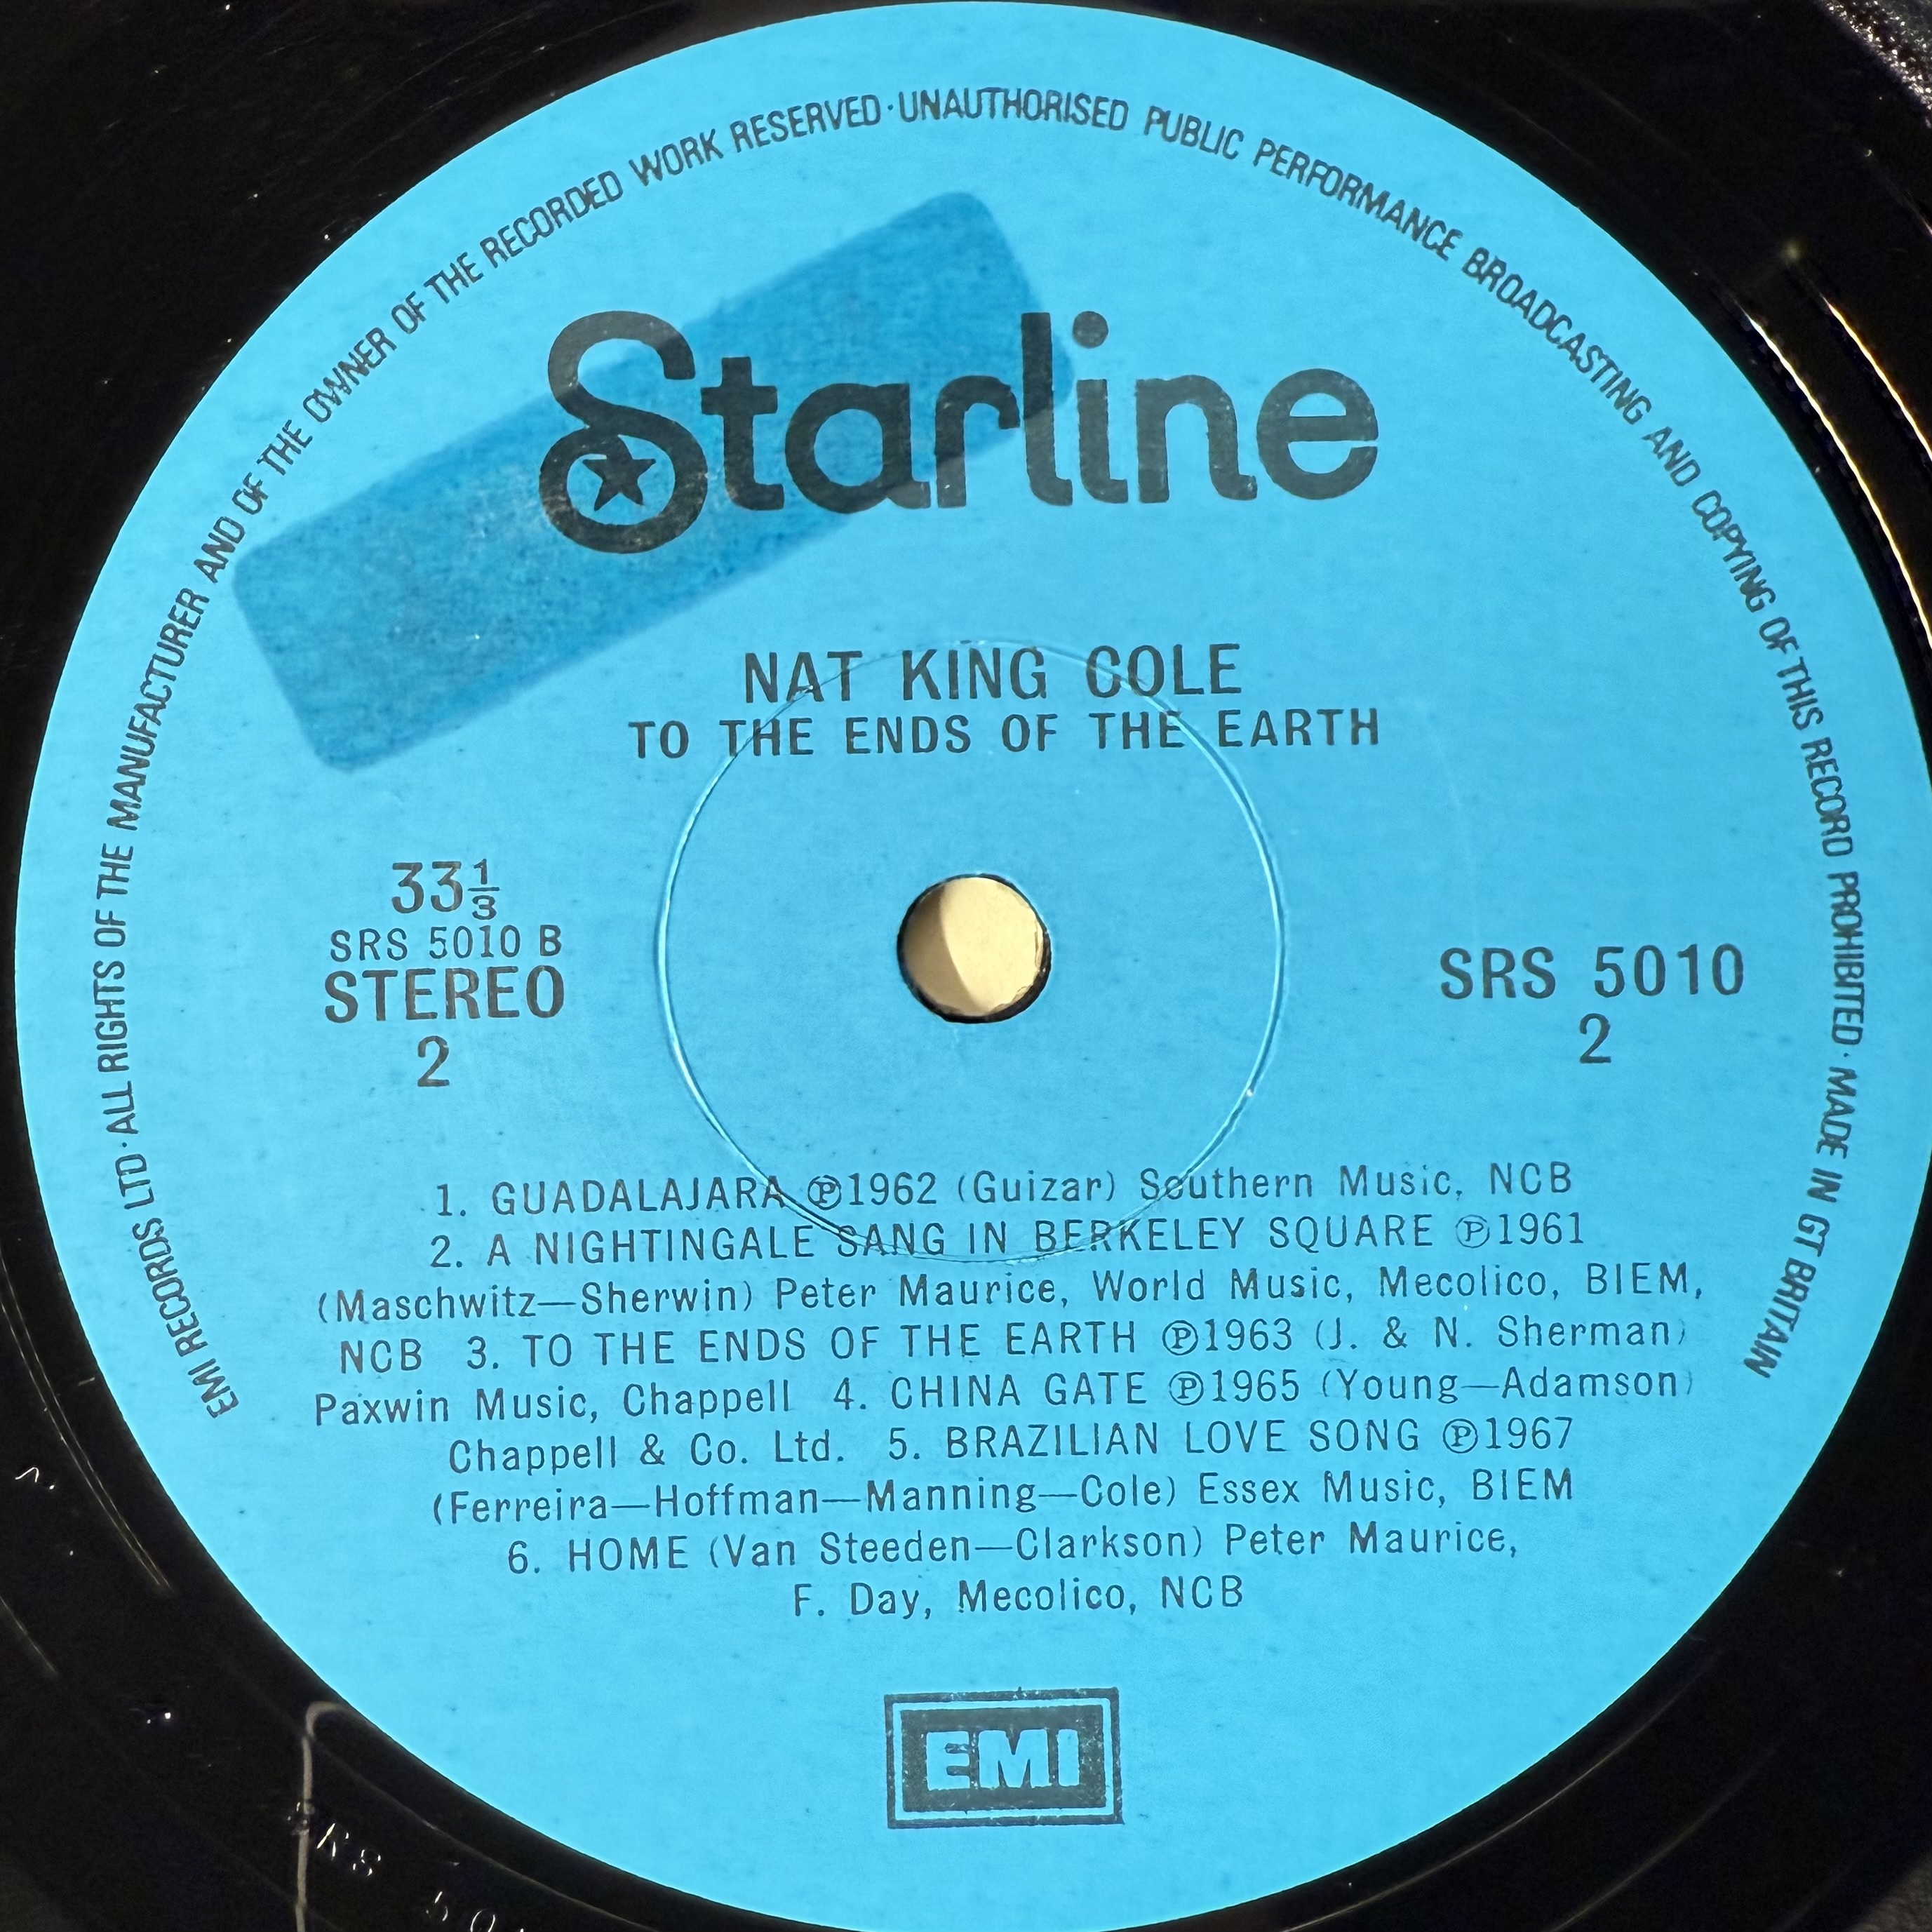 EMI RECORDS LTD · ALL RIGHTS OF THE MANUFACTURER AND OF THE OWNER OF THE RECORDED WORK RESERVED · UNAUTHORISED PUBLIC PERFORMANCE BROADCASTING AND COPYING OF THIS RECORD PROHIBITED · MADE IN GT BRITAIN
Starline
NAT KING COLE
TO THE ENDS OF THE EARTH
33⅓
SRS 5010 B
STEREO
2
SRS 5010
2
1. GUADALAJARA ℗1962 (Guizar) Southern Music, NCB
2. A NIGHTINGALE SANG IN BERKELEY SQUARE ℗1961
(Maschwitz—Sherwin) Peter Maurice, World Music, Mecolico, BIEM,
NCB 3. TO THE ENDS OF THE EARTH ℗1963 (J. & N. Sherman)
Paxwin Music, Chappell 4. CHINA GATE ℗1965 (Young—Adamson)
Chappell & Co. Ltd. 5. BRAZILIAN LOVE SONG ℗1967
(Ferreira—Hoffman—Manning—Cole) Essex Music, BIEM
6. HOME (Van Steeden—Clarkson) Peter Maurice,
F. Day, Mecolico, NCB
EMI